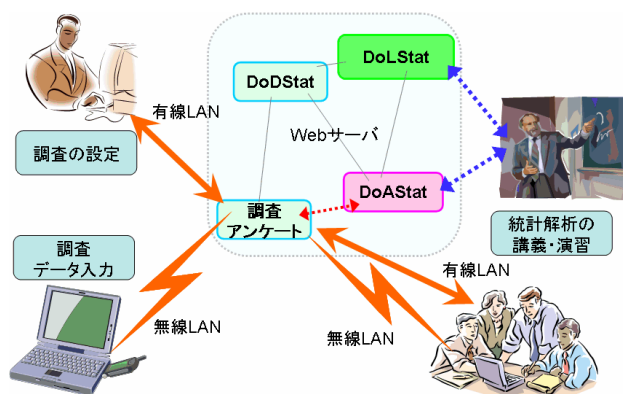 DoLStat
DoDStat
有線LAN
Webサーバ
調査の設定
DoAStat
調査
アンケート
統計解析の
講義・演習
調査
データ入力
有線LAN
無線LAN
無線LAN